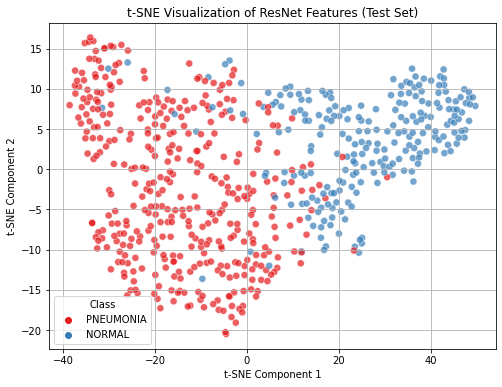 t-SNE Visualization of ResNet Features (Test Set)
15
10
5
0
−5
−10
−15
−20
t-SNE Component 2
Class
PNEUMONIA
NORMAL
−40
−20
0
20
40
t-SNE Component 1